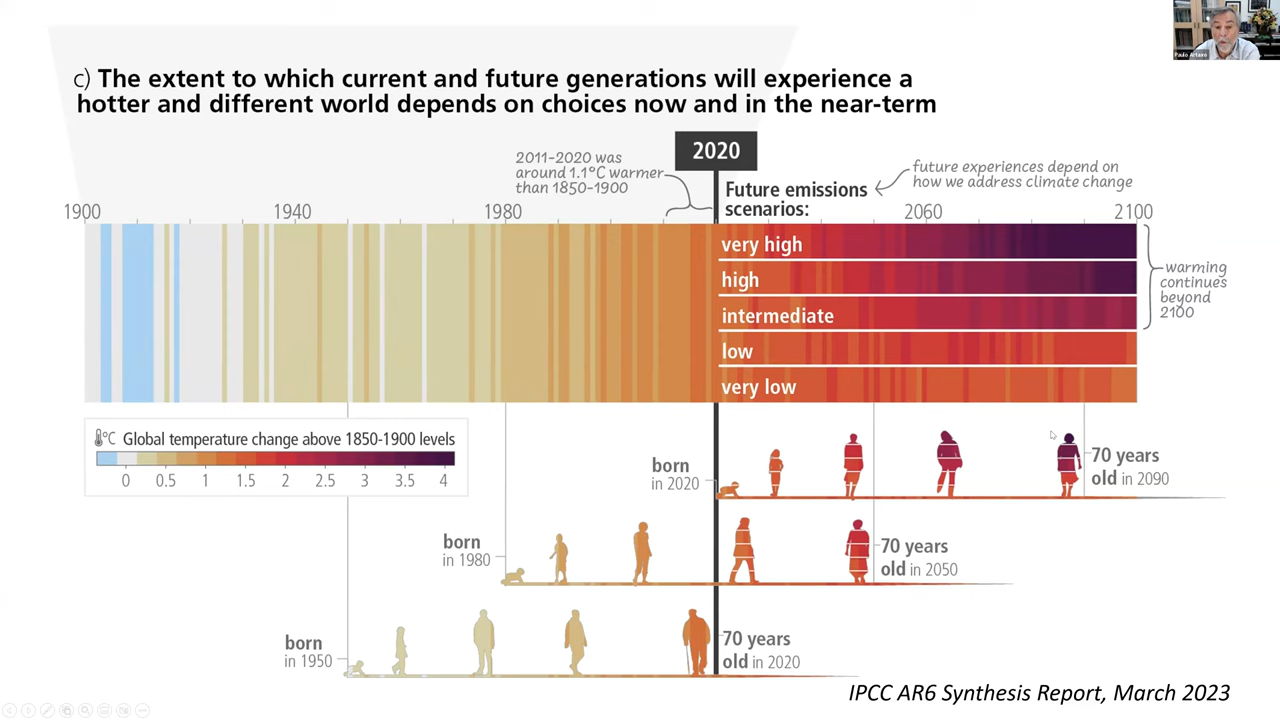 Paulo Artaxo
c) The extent to which current and future generations will experience a
hotter and different world depends on choices now and in the near-term
2020
2011-2020 was
around 1.1°C warmer
than 1850-1900
Future emissions
scenarios:
future experiences depend on
how we address climate change
1900
1940
1980
2060
2100
very high
high
intermediate
low
very low
warming
continues
beyond
2100
°C Global temperature change above 1850-1900 levels
0 0.5 1 1.5 2 2.5 3 3.5 4
born
in 2020
70 years
old in 2090
born
in 1980
70 years
old in 2050
born
in 1950
70 years
old in 2020
IPCC AR6 Synthesis Report, March 2023